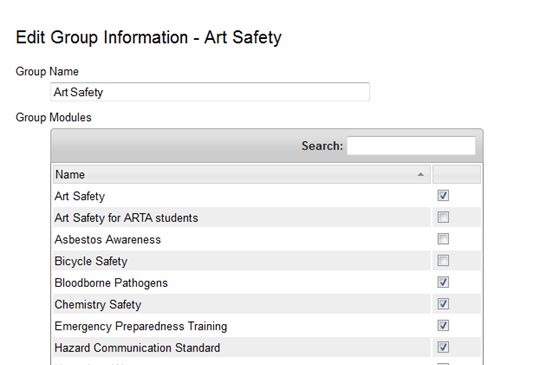 Edit Group Information - Art Safety
Group Name
Art Safety
Group Modules
Search:
Name
Art Safety
Art Safety for ARTA students
Asbestos Awareness
Bicycle Safety
Bloodborne Pathogens
Chemistry Safety
Emergency Preparedness Training
Hazard Communication Standard